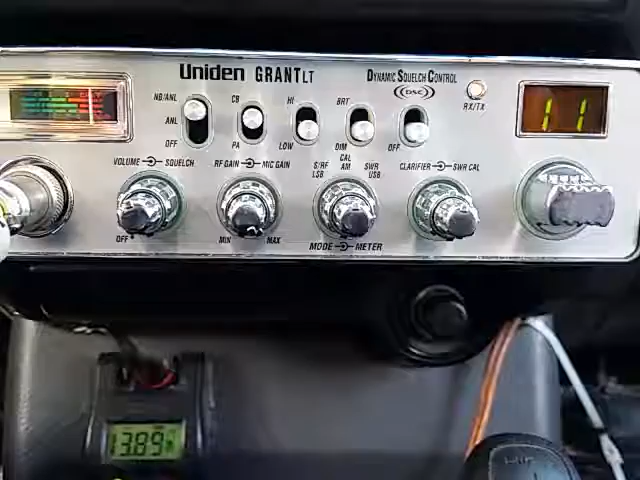 Uniden GRANT LT
DYNAMIC SQUELCH CONTROL
DSC
RX/TX
NB/ANL
ANL
OFF
CB
PA
HI
LOW
BRT
DIM
OFF
11
VOLUME SQUELCH
OFF
RF GAIN MIC GAIN
MIN MAX
CAL
S/RF AM SWR
LSB USB
MODE METER
CLARIFIER SWR CAL
13.89